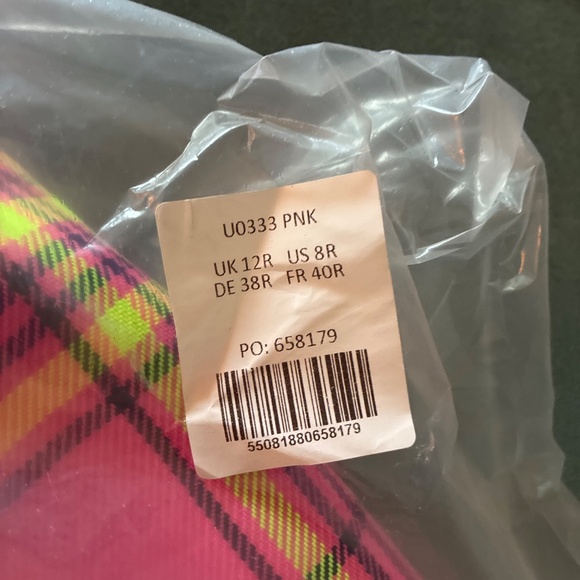 U0333 PNK
UK 12R US 8R
DE 38R FR 40R
PO: 658179
55081880658179